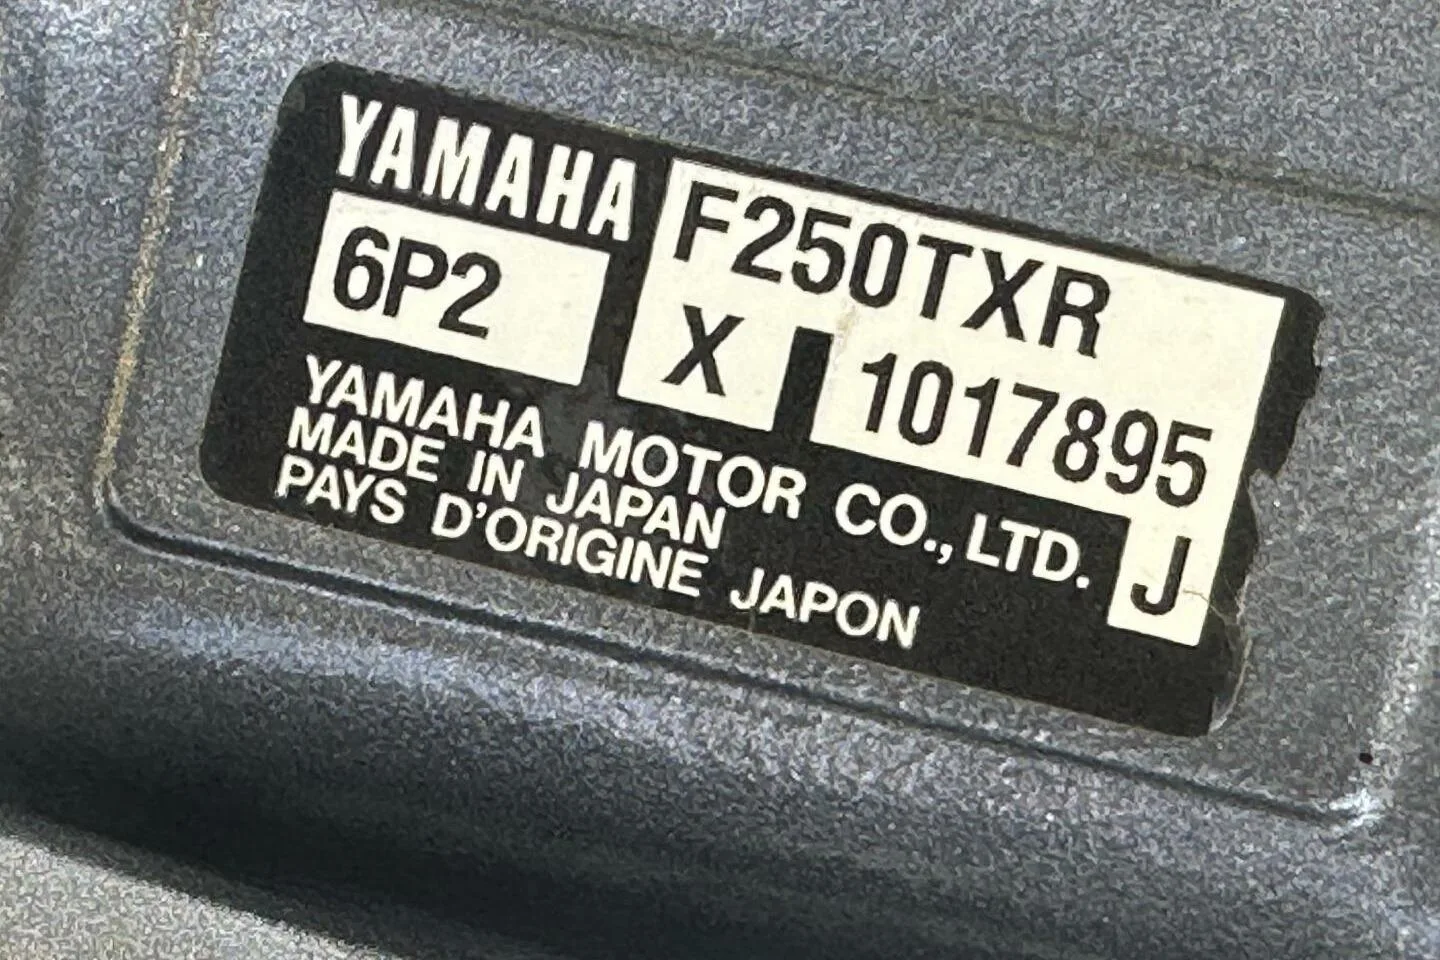 YAMAHA F250TXR
6P2 X 1017895
YAMAHA MOTOR CO., LTD. J
MADE IN JAPAN
PAYS D'ORIGINE JAPON